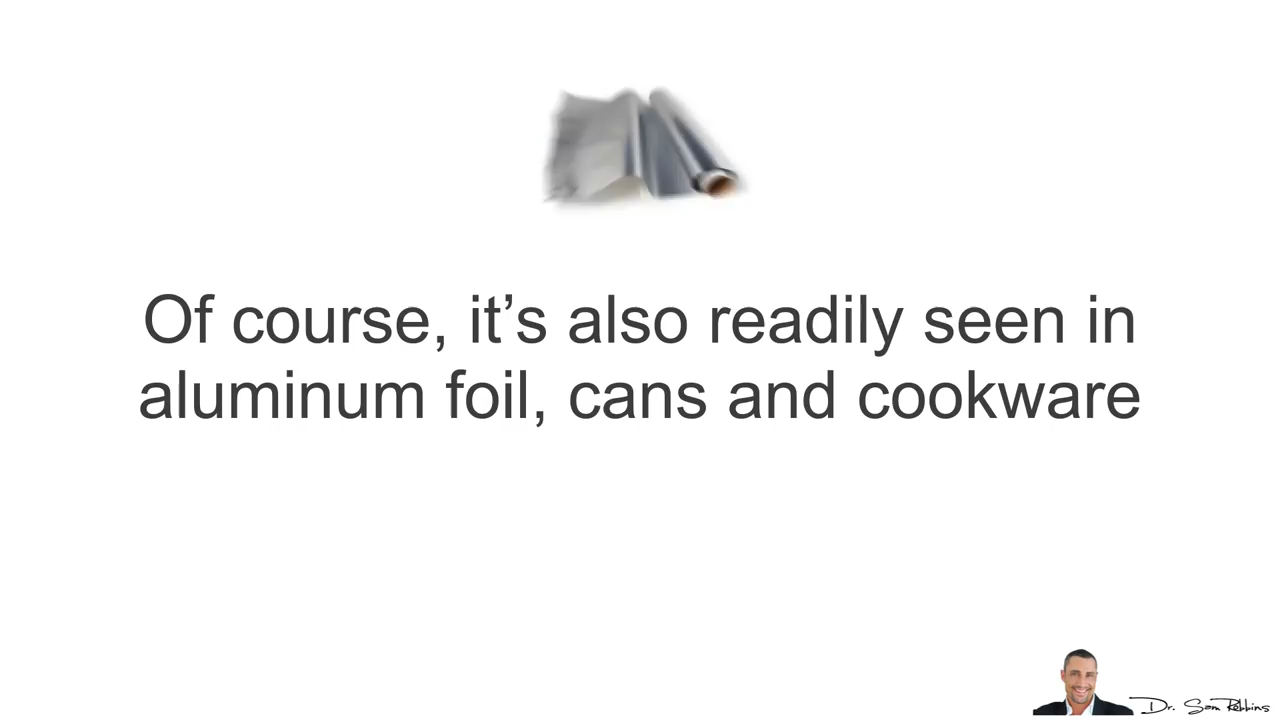 Of course, it’s also readily seen in
aluminum foil, cans and cookware
Dr. Sam Robbins